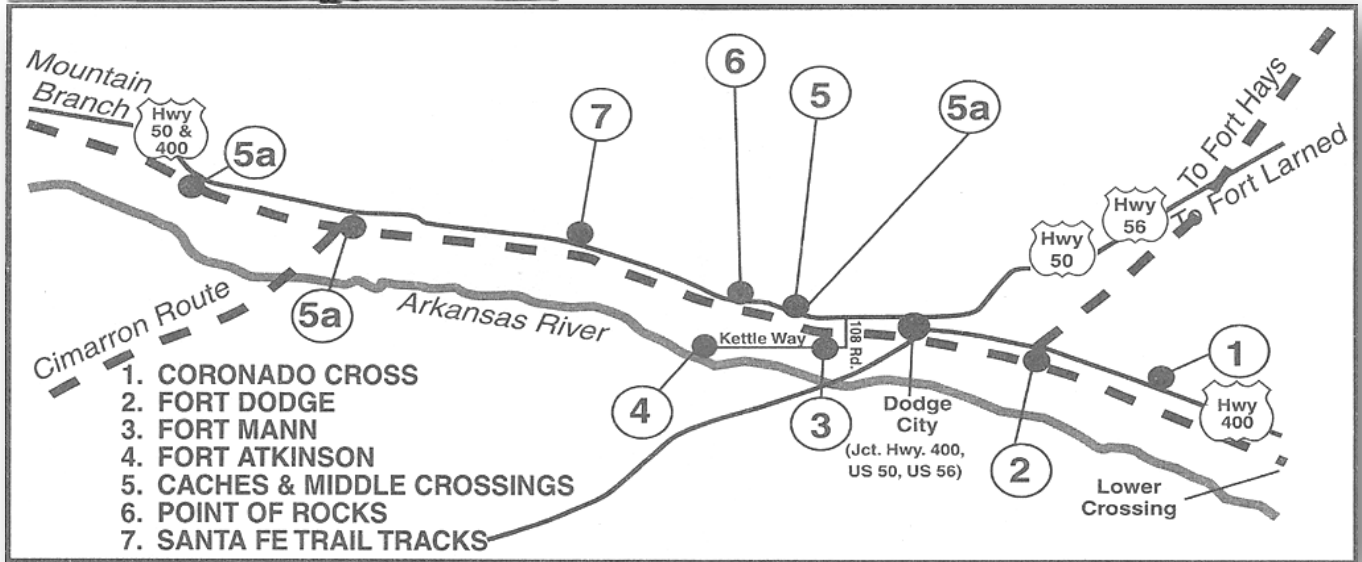 Mountain
Branch
Hwy
50 &
400
5a
7
6
5
5a
To Fort Hays
To Fort Larned
Hwy
56
Hwy
50
5a
Cimarron Route
Arkansas River
Kettle Way
108 Rd.
4
3
Dodge
City
(Jct. Hwy. 400,
US 50, US 56)
2
1
Hwy
400
Lower
Crossing
1. CORONADO CROSS
2. FORT DODGE
3. FORT MANN
4. FORT ATKINSON
5. CACHES & MIDDLE CROSSINGS
6. POINT OF ROCKS
7. SANTA FE TRAIL TRACKS